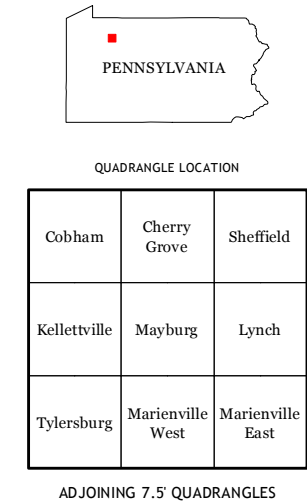 PENNSYLVANIA
QUADRANGLE LOCATION
Cobham
Cherry
Grove
Sheffield
Kellettville
Mayburg
Lynch
Tylersburg
Marienville
West
Marienville
East
ADJOINING 7.5' QUADRANGLES